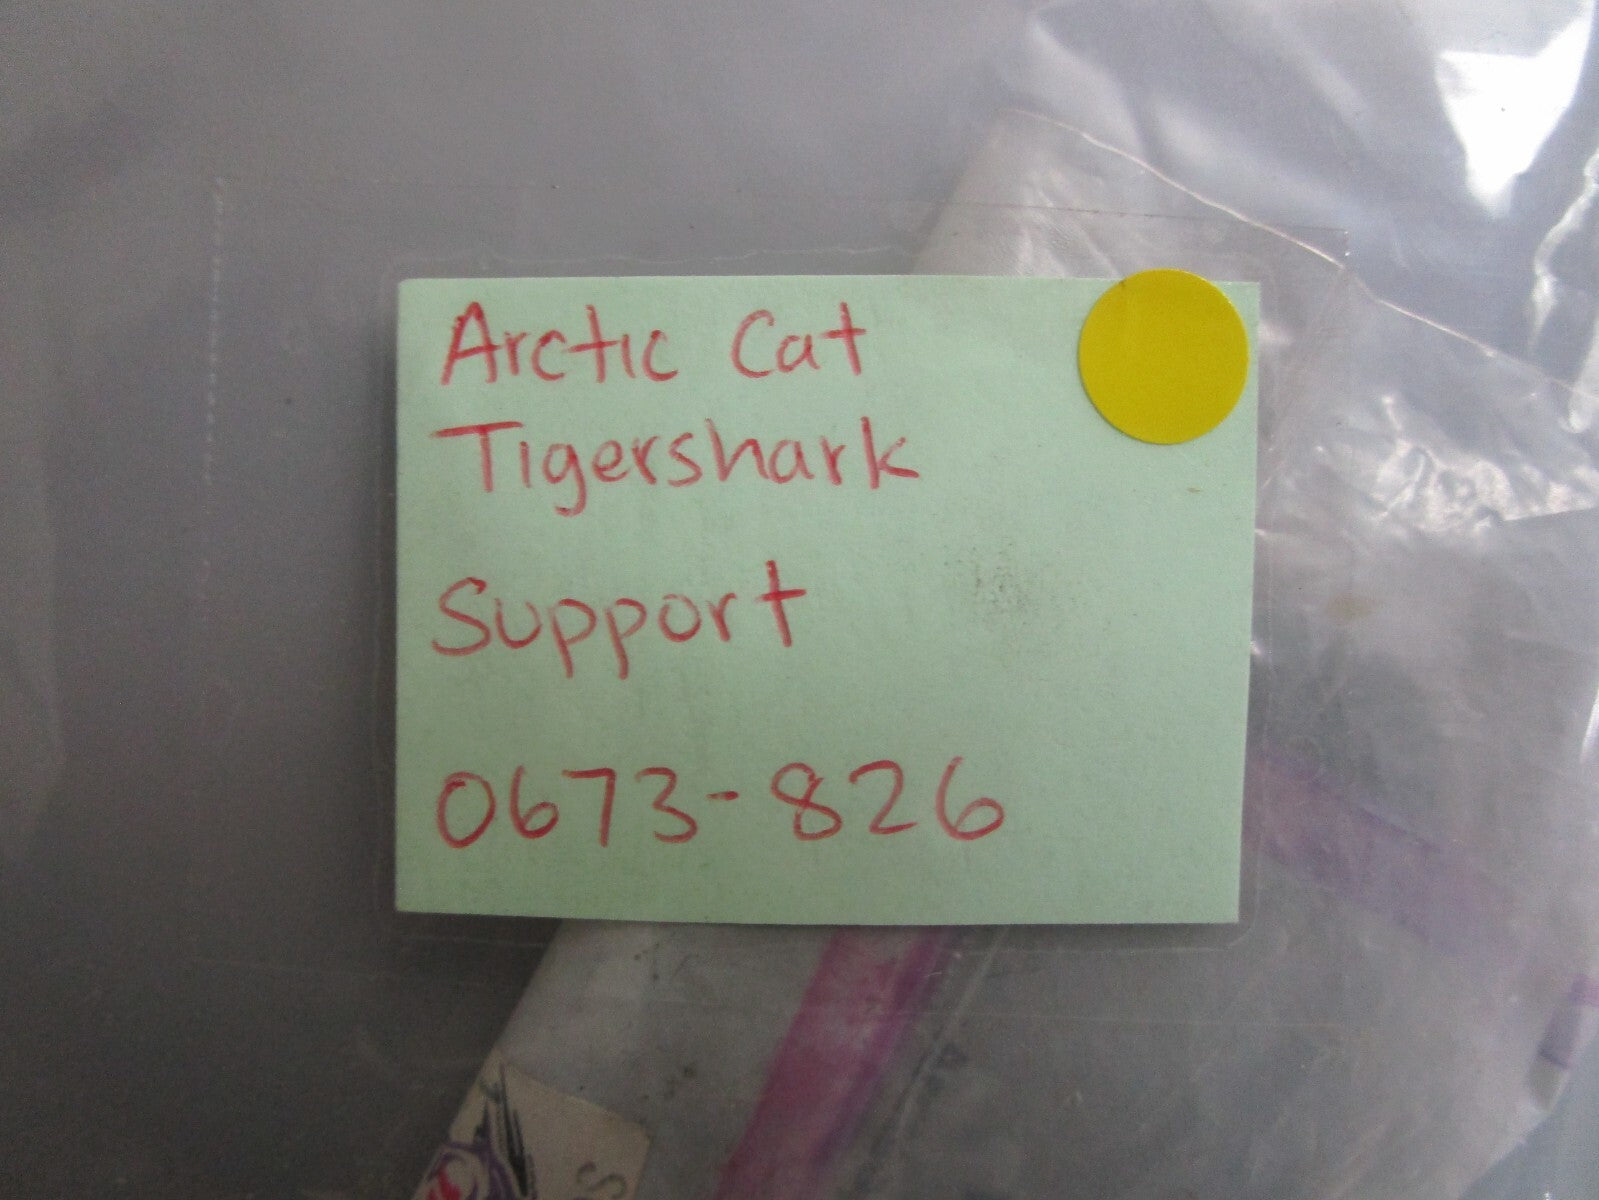 Arctic Cat
Tigershark
Support
0673-826